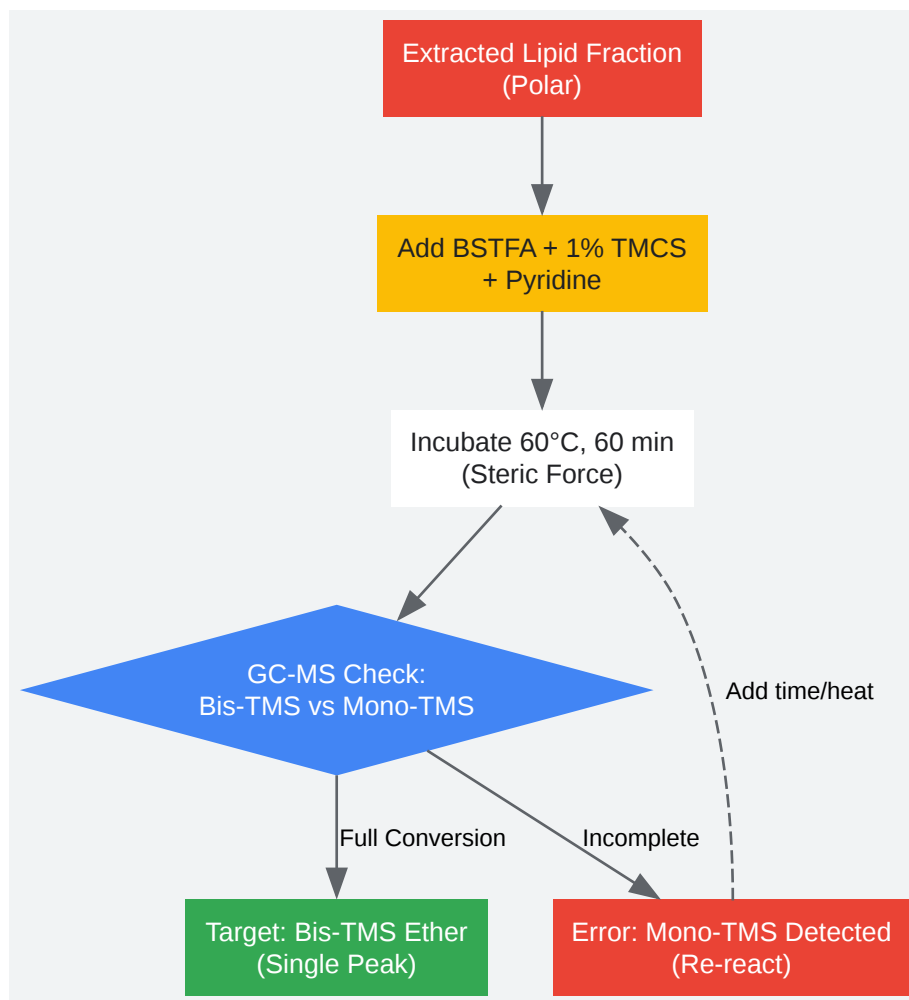 Extracted Lipid Fraction
(Polar)
Add BSTFA + 1% TMCS
+ Pyridine
Incubate 60°C, 60 min
(Steric Force)
GC-MS Check:
Bis-TMS vs Mono-TMS
Add time/heat
Full Conversion
Incomplete
Target: Bis-TMS Ether
(Single Peak)
Error: Mono-TMS Detected
(Re-react)